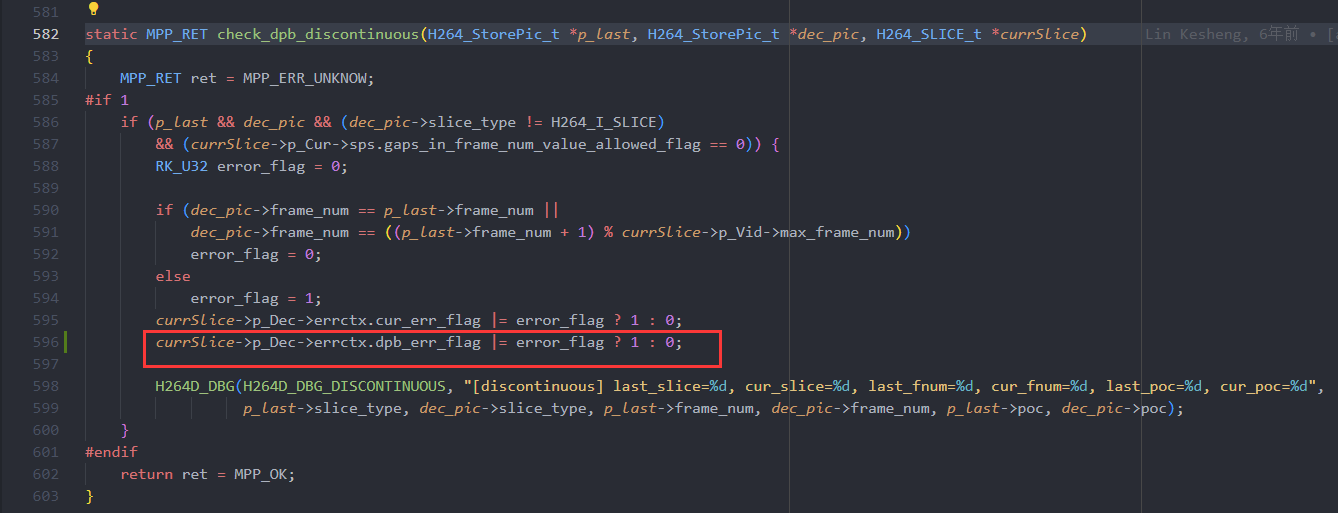 581
582 static MPP_RET check_dpb_discontinuous(H264_StorePic_t *p_last, H264_StorePic_t *dec_pic, H264_SLICE_t *currSlice) Lin Kesheng, 6年前 •
583 {
584 MPP_RET ret = MPP_ERR_UNKNOW;
585 #if 1
586 if (p_last && dec_pic && (dec_pic->slice_type != H264_I_SLICE)
587 && (currSlice->p_Cur->sps.gaps_in_frame_num_value_allowed_flag == 0)) {
588 RK_U32 error_flag = 0;
589
590 if (dec_pic->frame_num == p_last->frame_num ||
591 dec_pic->frame_num == ((p_last->frame_num + 1) % currSlice->p_Vid->max_frame_num))
592 error_flag = 0;
593 else
594 error_flag = 1;
595 currSlice->p_Dec->errctx.cur_err_flag |= error_flag ? 1 : 0;
596 currSlice->p_Dec->errctx.dpb_err_flag |= error_flag ? 1 : 0;
597
598 H264D_DBG(H264D_DBG_DISCONTINUOUS, "[discontinuous] last_slice=%d, cur_slice=%d, last_fnum=%d, cur_fnum=%d, last_poc=%d, cur_poc=%d",
599 p_last->slice_type, dec_pic->slice_type, p_last->frame_num, dec_pic->frame_num, p_last->poc, dec_pic->poc);
600 }
601 #endif
602 return ret = MPP_OK;
603 }